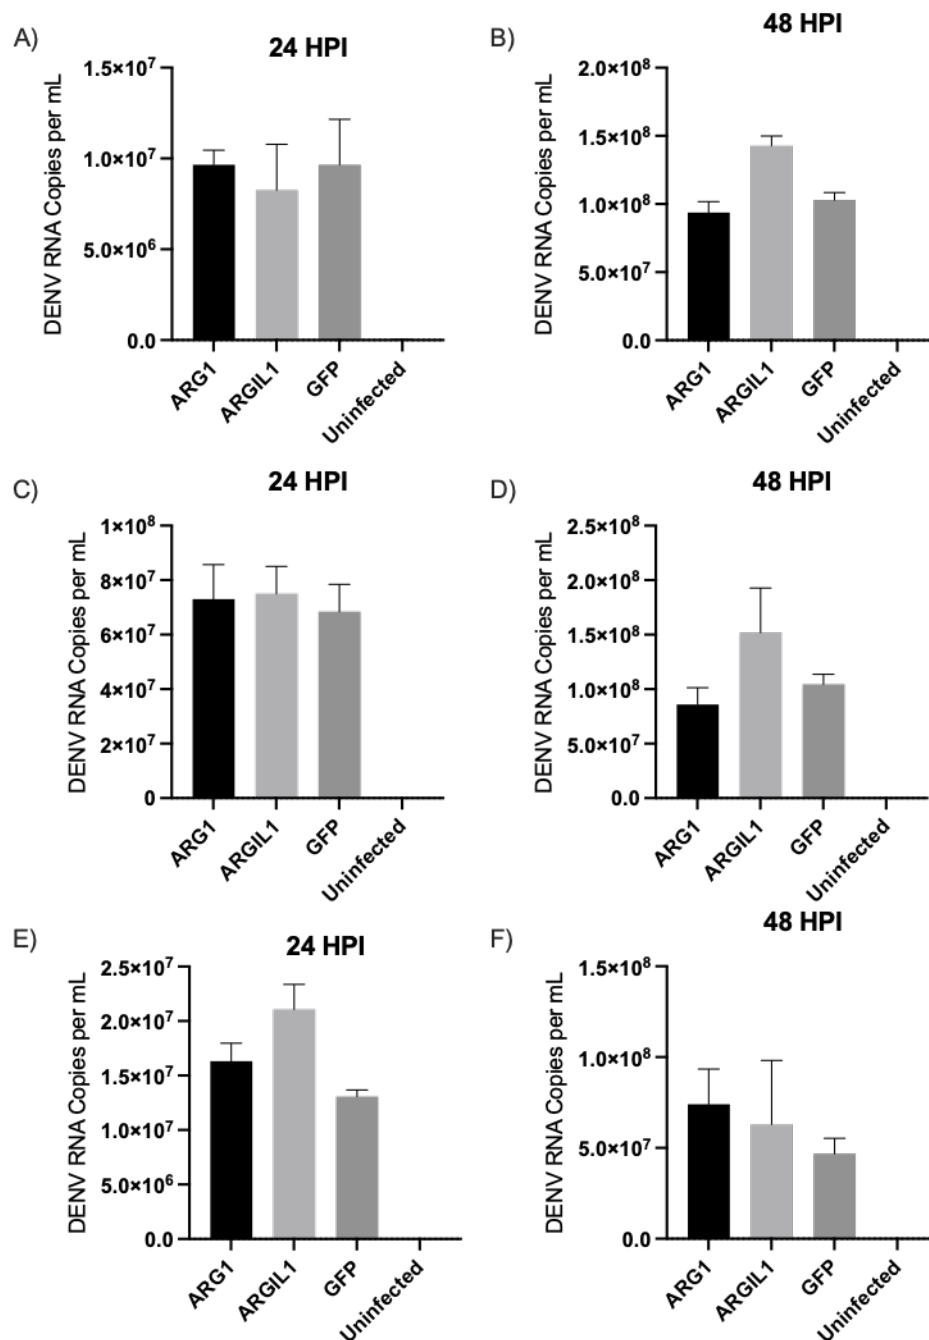 A)
24 HPI
DENV RNA Copies per mL
1.5×10⁷
1.0×10⁷
5.0×10⁶
0.0
ARG1
ARGIL1
GFP
Uninfected
B)
48 HPI
DENV RNA Copies per mL
2.0×10⁸
1.5×10⁸
1.0×10⁸
5.0×10⁷
0.0
ARG1
ARGIL1
GFP
Uninfected
C)
24 HPI
DENV RNA Copies per mL
1×10⁸
8×10⁷
6×10⁷
4×10⁷
2×10⁷
0
ARG1
ARGIL1
GFP
Uninfected
D)
48 HPI
DENV RNA Copies per mL
2.5×10⁸
2.0×10⁸
1.5×10⁸
1.0×10⁸
5.0×10⁷
0.0
ARG1
ARGIL1
GFP
Uninfected
E)
24 HPI
DENV RNA Copies per mL
2.5×10⁷
2.0×10⁷
1.5×10⁷
1.0×10⁷
5.0×10⁶
0.0
ARG1
ARGIL1
GFP
Uninfected
F)
48 HPI
DENV RNA Copies per mL
1.5×10⁸
1.0×10⁸
5.0×10⁷
0.0
ARG1
ARGIL1
GFP
Uninfected